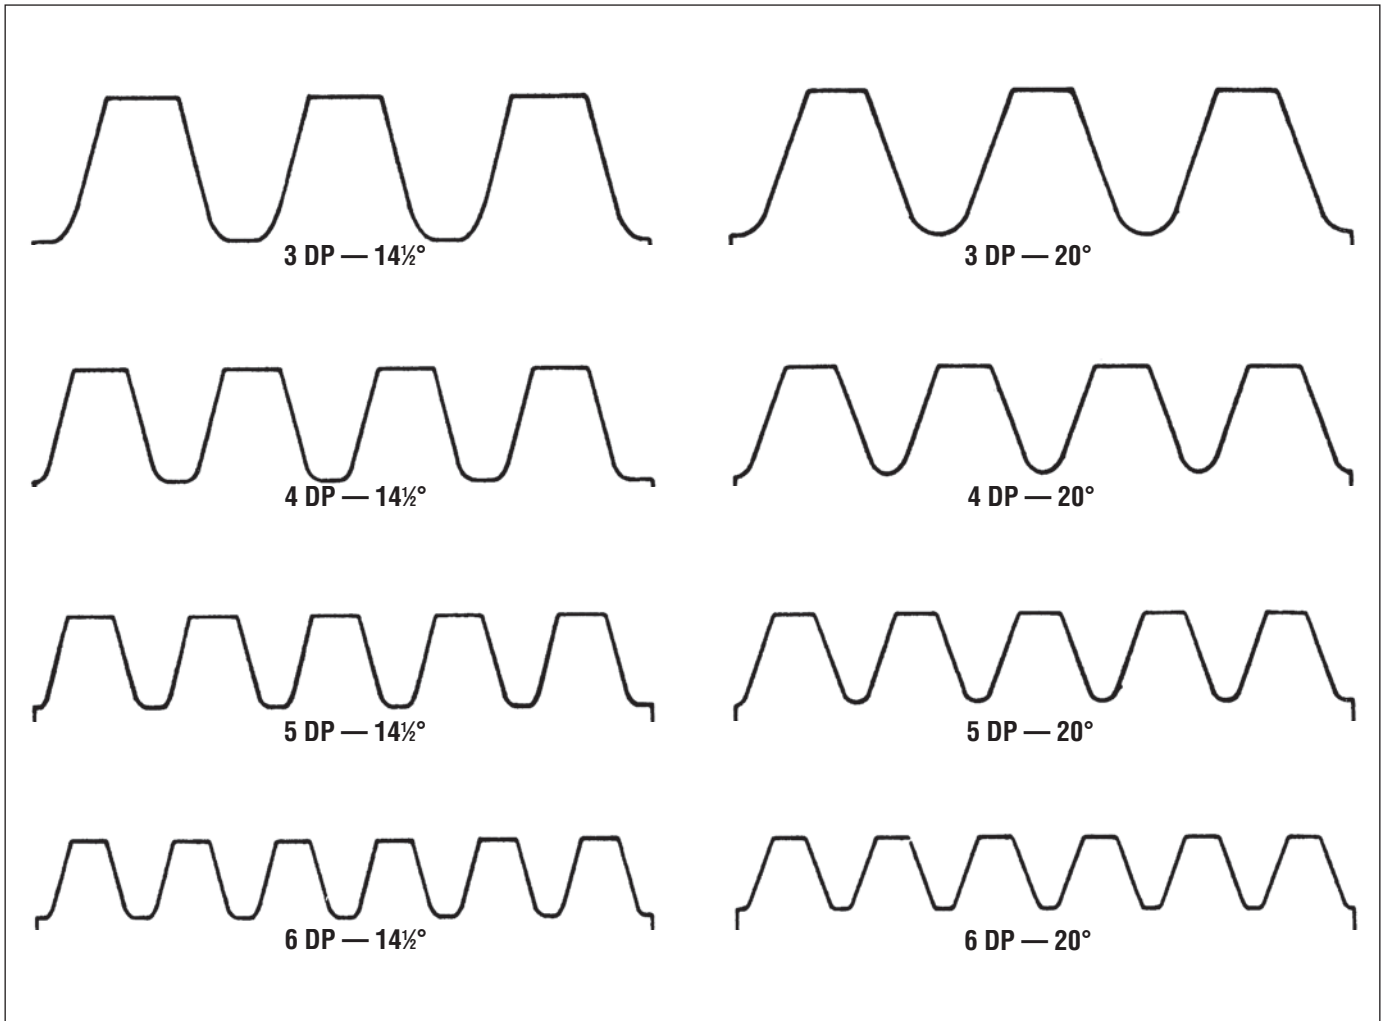 3 DP — 14½°
3 DP — 20°
4 DP — 14½°
4 DP — 20°
5 DP — 14½°
5 DP — 20°
6 DP — 14½°
6 DP — 20°